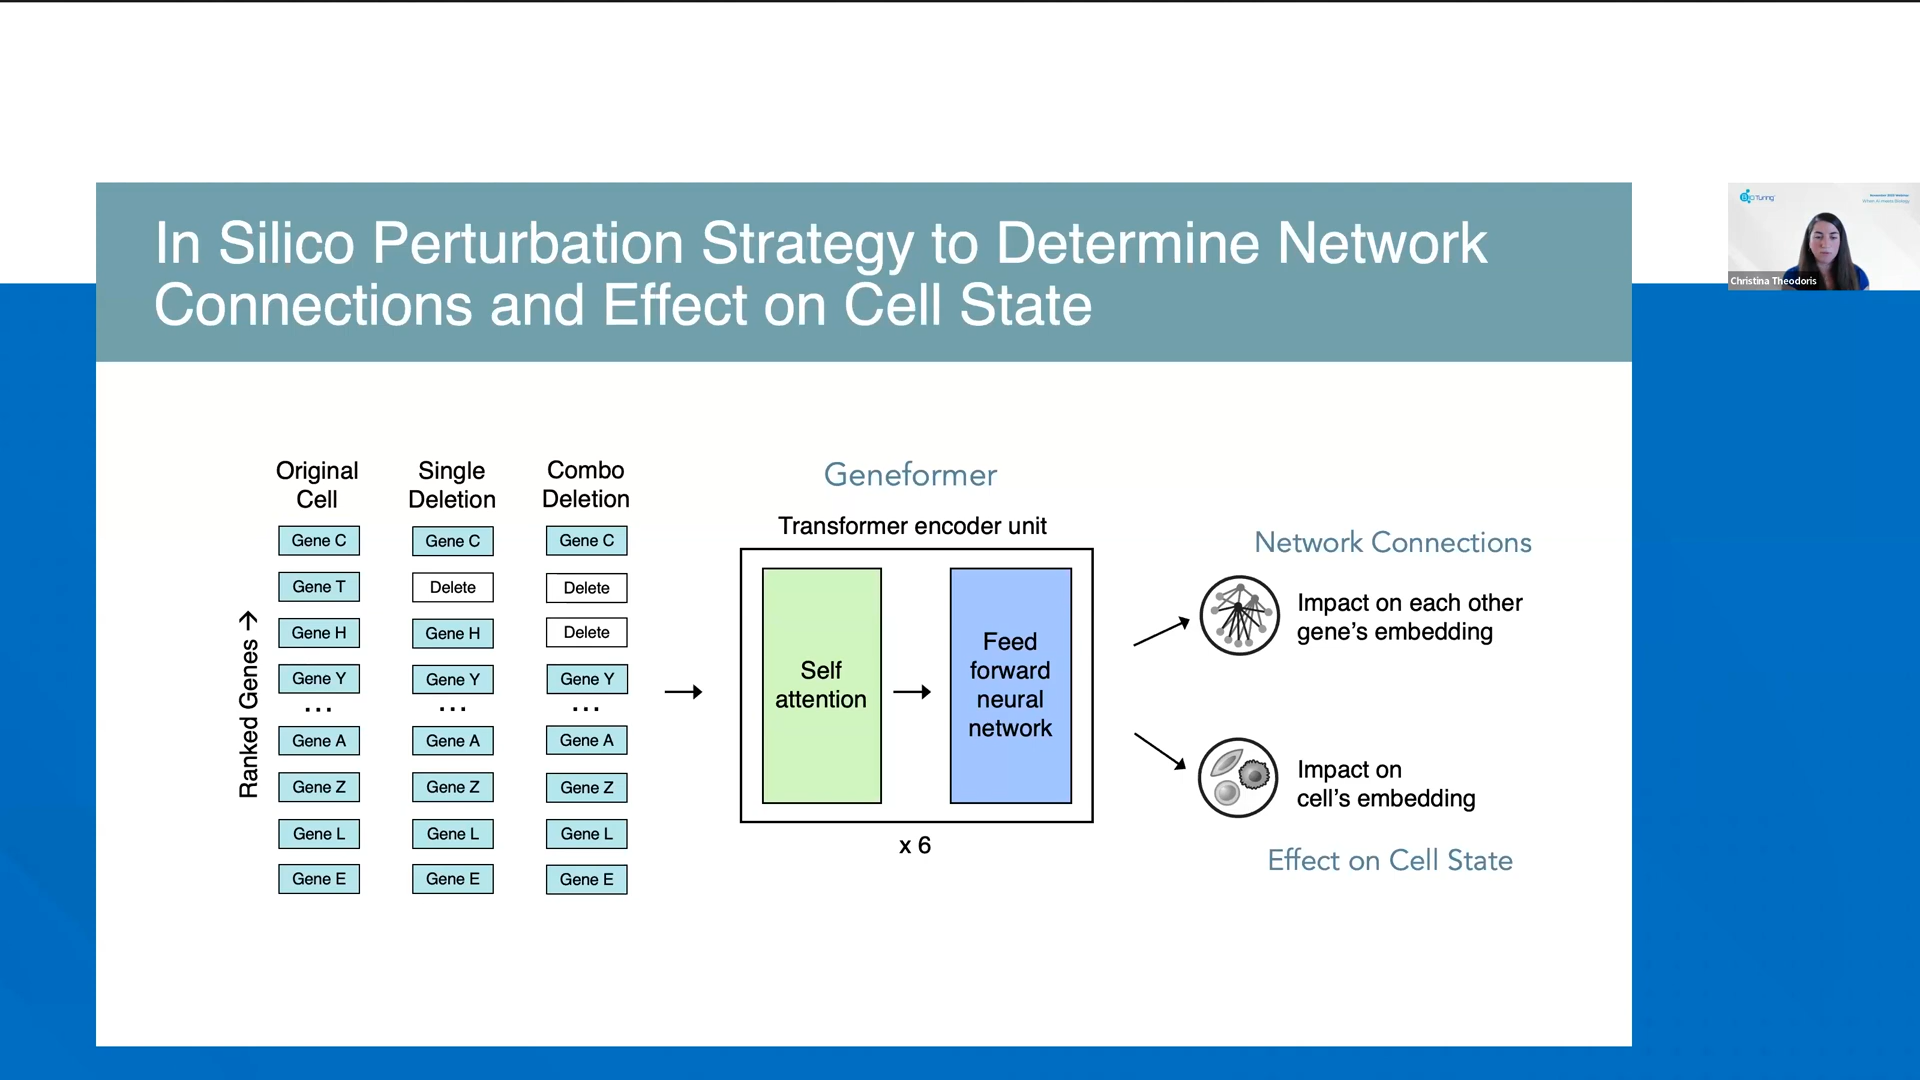 In Silico Perturbation Strategy to Determine Network
Connections and Effect on Cell State
Christina Theodoris
Original
Cell
Single
Deletion
Combo
Deletion
Ranked Genes →
Gene C
Gene T
Gene H
Gene Y
...
Gene A
Gene Z
Gene L
Gene E
Gene C
Delete
Gene H
Gene Y
...
Gene A
Gene Z
Gene L
Gene E
Gene C
Delete
Delete
Gene Y
...
Gene A
Gene Z
Gene L
Gene E
Geneformer
Transformer encoder unit
Self
attention
Feed
forward
neural
network
x 6
Network Connections
Impact on each other
gene's embedding
Impact on
cell's embedding
Effect on Cell State